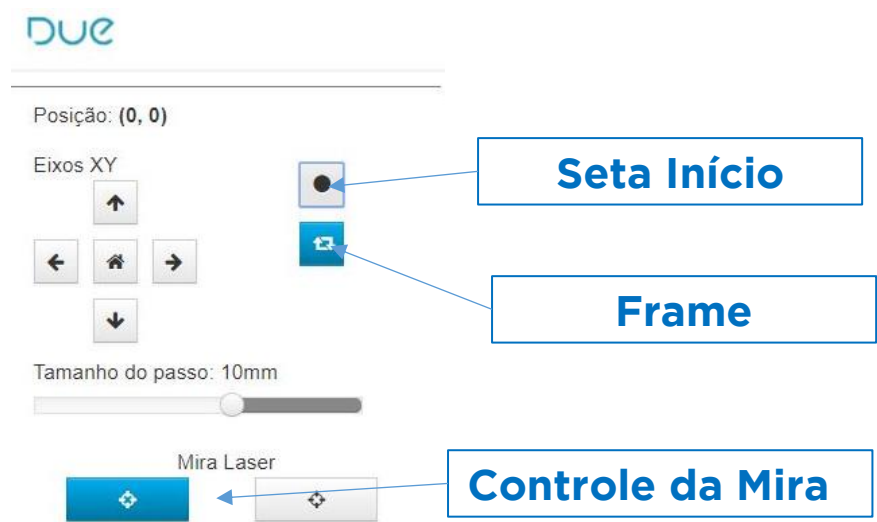 DUE
Posição: (0, 0)
Eixos XY
Seta Início
Frame
Tamanho do passo: 10mm
Mira Laser
Controle da Mira